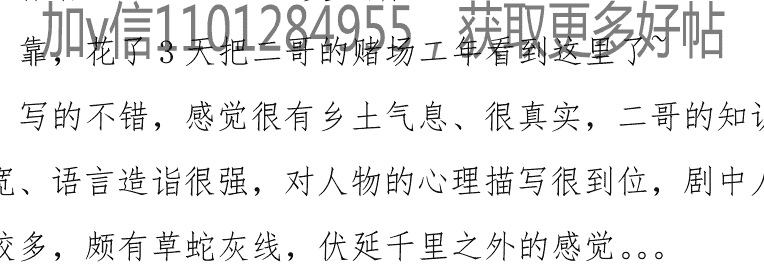 加v信1101284955 获取更多好帖
靠，花了 3 天把二哥的赌场工年看到这里了~
写的不错，感觉很有乡土气息、很真实，二哥的知识
宽、语言造诣很强，对人物的心理描写很到位，剧中人
较多，颇有草蛇灰线，伏延千里之外的感觉。。。